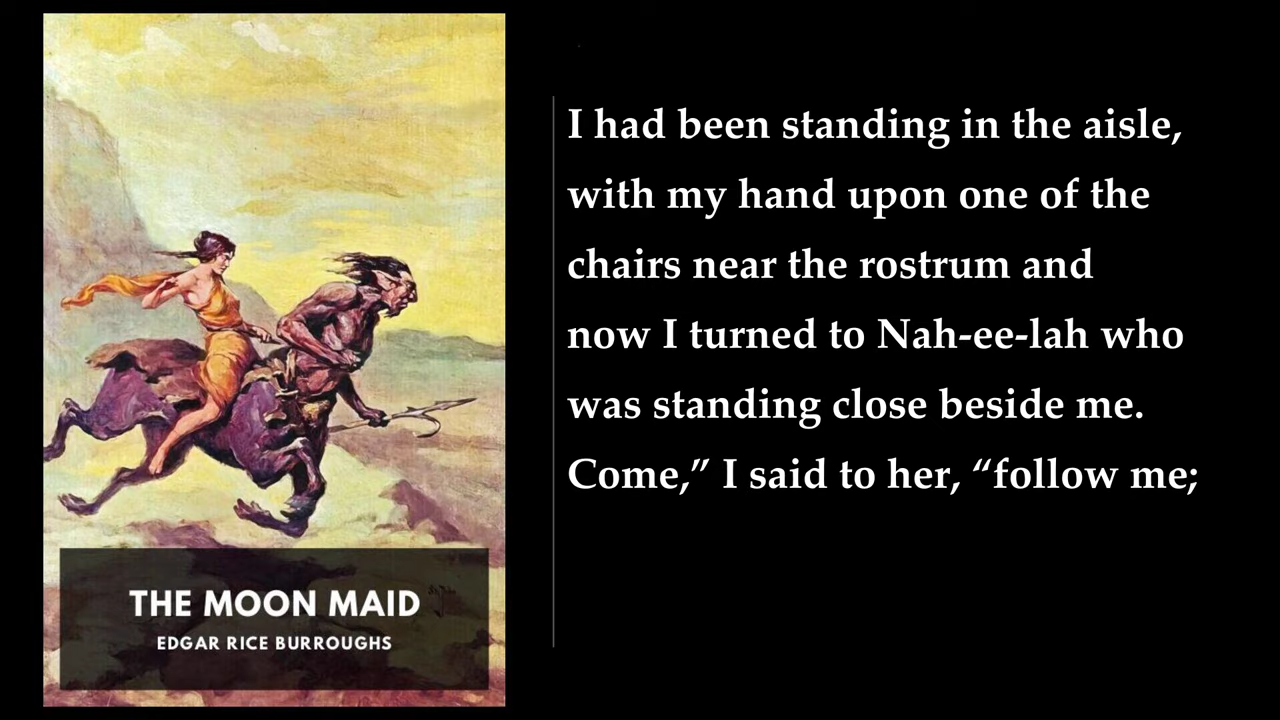 THE MOON MAID
EDGAR RICE BURROUGHS
I had been standing in the aisle,
with my hand upon one of the
chairs near the rostrum and
now I turned to Nah-ee-lah who
was standing close beside me.
Come,” I said to her, “follow me;